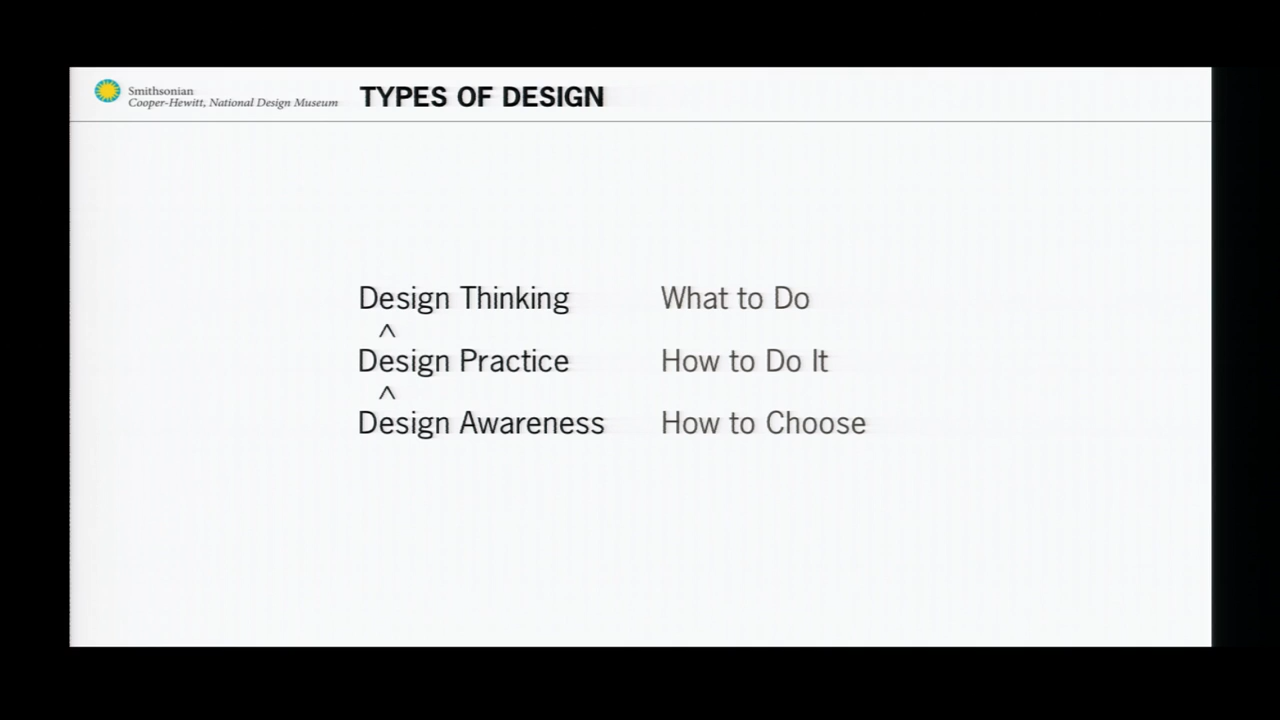 Smithsonian
Cooper-Hewitt, National Design Museum
TYPES OF DESIGN
Design Thinking What to Do
^
Design Practice How to Do It
^
Design Awareness How to Choose